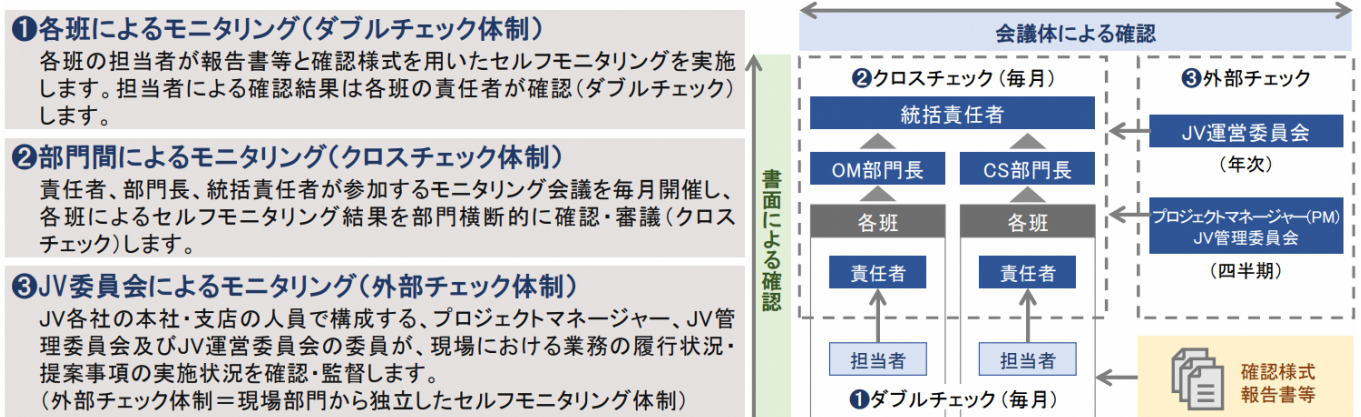 ❶各班によるモニタリング(ダブルチェック体制)
各班の担当者が報告書等と確認様式を用いたセルフモニタリングを実施
します。担当者による確認結果は各班の責任者が確認(ダブルチェック)
します。
❷部門間によるモニタリング(クロスチェック体制)
責任者、部門長、統括責任者が参加するモニタリング会議を毎月開催し、
各班によるセルフモニタリング結果を部門横断的に確認・審議(クロス
チェック)します。
❸JV委員会によるモニタリング(外部チェック体制)
JV各社の本社・支店の人員で構成する、プロジェクトマネージャー、JV管
理委員会及びJV運営委員会の委員が、現場における業務の履行状況・
提案事項の実施状況を確認・監督します。
(外部チェック体制=現場部門から独立したセルフモニタリング体制)
会議体による確認
書面による確認
❷クロスチェック(毎月)
統括責任者
OM部門長
CS部門長
各班
各班
責任者
責任者
担当者
担当者
❶ダブルチェック(毎月)
❸外部チェック
JV運営委員会
(年次)
プロジェクトマネージャー(PM)
JV管理委員会
(四半期)
確認様式
報告書等